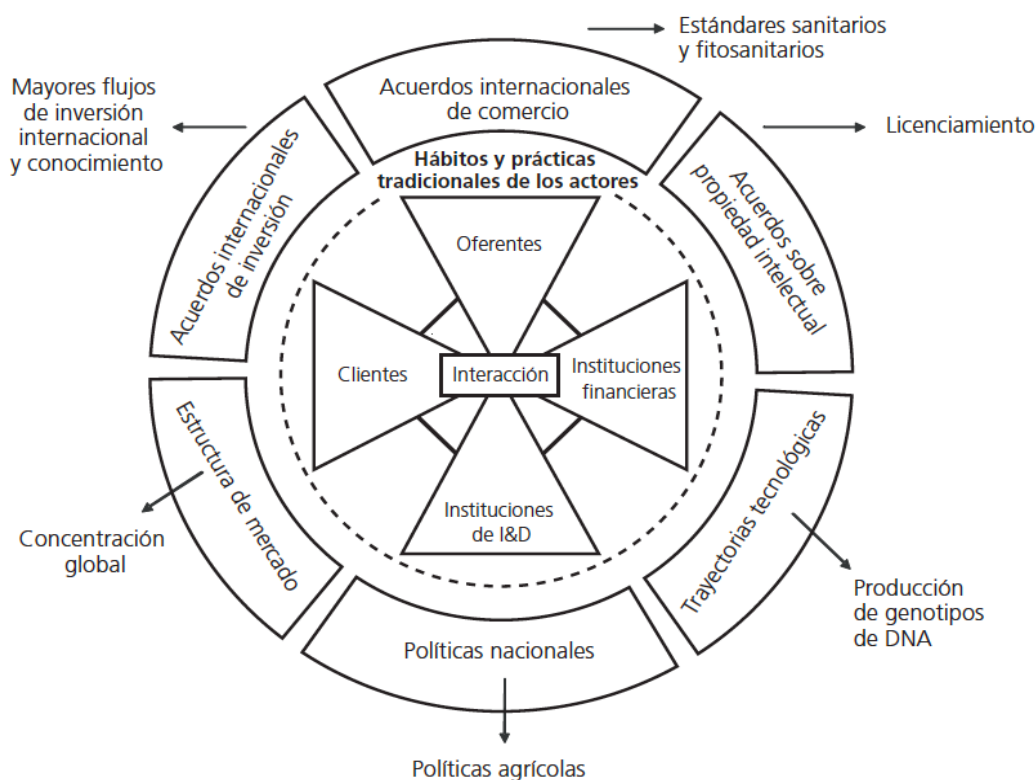 Estándares sanitarios
y fitosanitarios
Acuerdos internacionales
de comercio
Mayores flujos
de inversión
internacional
y conocimiento
Licenciamiento
Acuerdos internacionales
de inversión
Hábitos y prácticas
tradicionales de los actores
Acuerdos sobre
propiedad intelectual
Oferentes
Clientes
Interacción
Instituciones
financieras
Instituciones
de I&D
Estructura de mercado
Trayectorias tecnológicas
Concentración
global
Producción
de genotipos
de DNA
Políticas nacionales
Políticas agrícolas